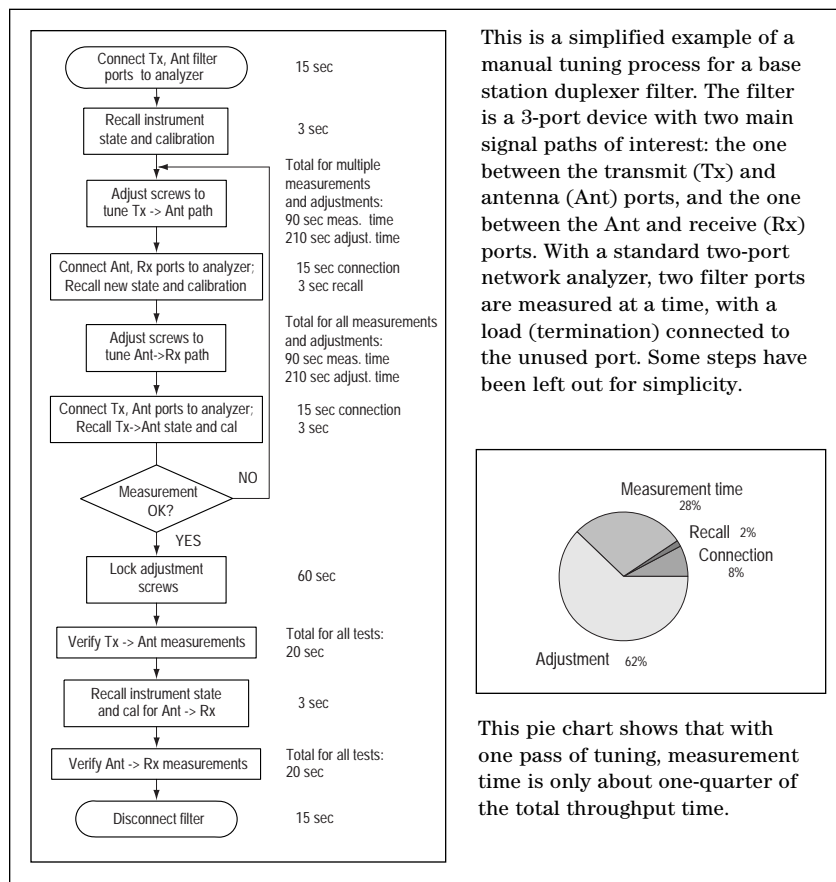 Connect Tx, Ant filter
ports to analyzer
15 sec
Recall instrument
state and calibration
3 sec
Total for multiple
measurements
and adjustments:
90 sec meas. time
210 sec adjust. time
Adjust screws to
tune Tx -> Ant path
Connect Ant, Rx ports to analyzer;
Recall new state and calibration
15 sec connection
3 sec recall
Total for all measurements
and adjustments:
90 sec meas. time
210 sec adjust. time
Adjust screws to
tune Ant->Rx path
Connect Tx, Ant ports to analyzer;
Recall Tx->Ant state and cal
15 sec connection
3 sec
NO
Measurement
OK?
YES
Lock adjustment
screws
60 sec
Verify Tx -> Ant measurements
Total for all tests:
20 sec
Recall instrument state
and cal for Ant -> Rx
3 sec
Verify Ant -> Rx measurements
Total for all tests:
20 sec
Disconnect filter
15 sec
This is a simplified example of a
manual tuning process for a base
station duplexer filter. The filter
is a 3-port device with two main
signal paths of interest: the one
between the transmit (Tx) and
antenna (Ant) ports, and the one
between the Ant and receive (Rx)
ports. With a standard two-port
network analyzer, two filter ports
are measured at a time, with a
load (termination) connected to
the unused port. Some steps have
been left out for simplicity.
Measurement time
28%
Recall 2%
Connection
8%
Adjustment 62%
This pie chart shows that with
one pass of tuning, measurement
time is only about one-quarter of
the total throughput time.